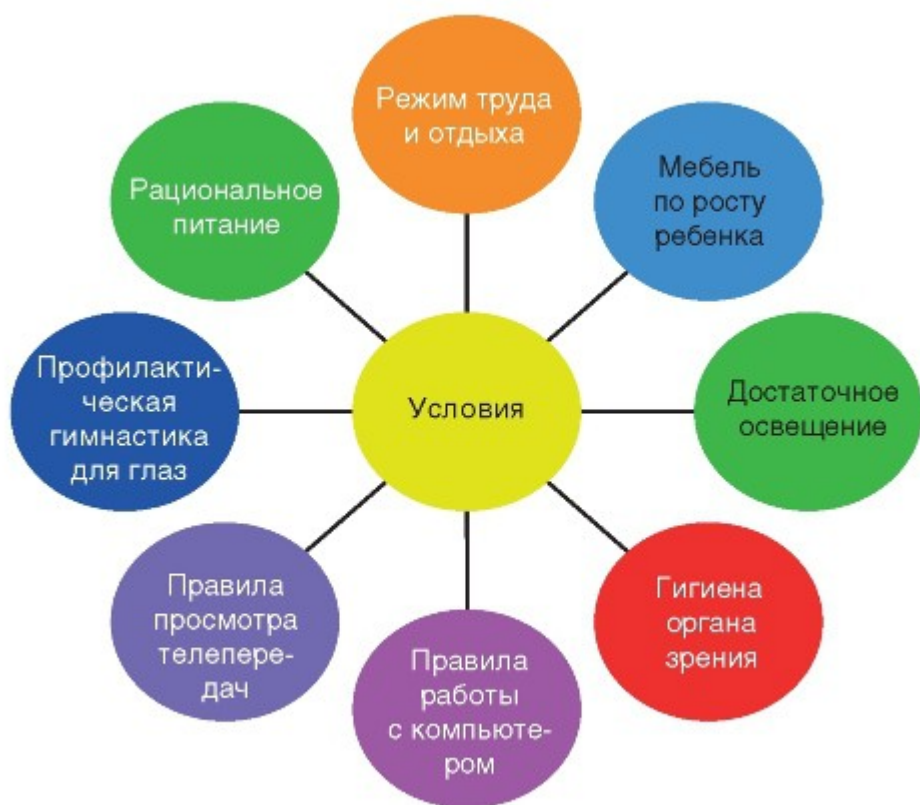 Режим труда
и отдыха
Мебель
по росту
ребенка
Достаточное
освещение
Гигиена
органа
зрения
Правила
работы
с компьюте-
ром
Правила
просмотра
телепере-
дач
Профилакти-
ческая
гимнастика
для глаз
Рациональное
питание
Условия